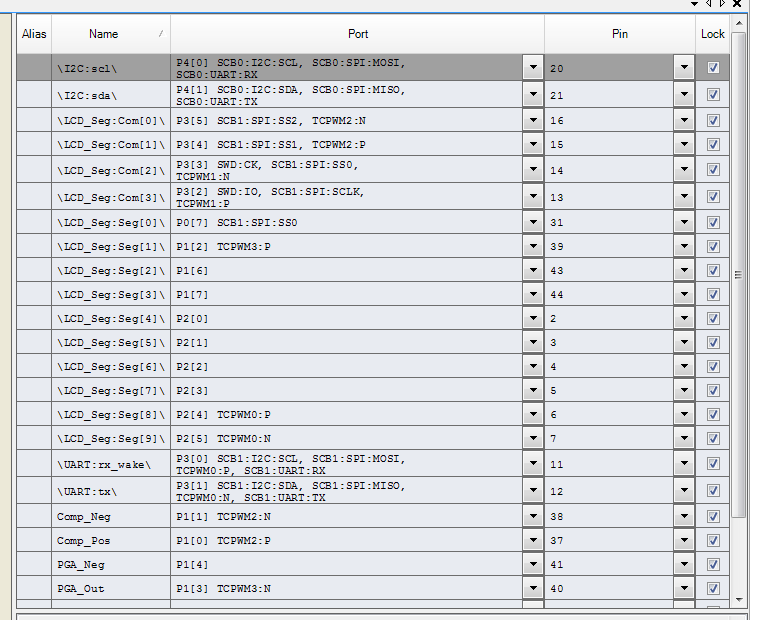 Alias Name / Port Pin Lock
\I2C:scl\ P4[0] SCB0:I2C:SCL, SCB0:SPI:MOSI, SCB0:UART:RX 20
\I2C:sda\ P4[1] SCB0:I2C:SDA, SCB0:SPI:MISO, SCB0:UART:TX 21
\LCD_Seg:Com[0]\ P3[5] SCB1:SPI:SS2, TCPWM2:N 16
\LCD_Seg:Com[1]\ P3[4] SCB1:SPI:SS1, TCPWM2:P 15
\LCD_Seg:Com[2]\ P3[3] SWD:CK, SCB1:SPI:SS0, TCPWM1:N 14
\LCD_Seg:Com[3]\ P3[2] SWD:IO, SCB1:SPI:SCLK, TCPWM1:P 13
\LCD_Seg:Seg[0]\ P0[7] SCB1:SPI:SS0 31
\LCD_Seg:Seg[1]\ P1[2] TCPWM3:P 39
\LCD_Seg:Seg[2]\ P1[6] 43
\LCD_Seg:Seg[3]\ P1[7] 44
\LCD_Seg:Seg[4]\ P2[0] 2
\LCD_Seg:Seg[5]\ P2[1] 3
\LCD_Seg:Seg[6]\ P2[2] 4
\LCD_Seg:Seg[7]\ P2[3] 5
\LCD_Seg:Seg[8]\ P2[4] TCPWM0:P 6
\LCD_Seg:Seg[9]\ P2[5] TCPWM0:N 7
\UART:rx_wake\ P3[0] SCB1:I2C:SCL, SCB1:SPI:MOSI, TCPWM0:P, SCB1:UART:RX 11
\UART:tx\ P3[1] SCB1:I2C:SDA, SCB1:SPI:MISO, TCPWM0:N, SCB1:UART:TX 12
Comp_Neg P1[1] TCPWM2:N 38
Comp_Pos P1[0] TCPWM2:P 37
PGA_Neg P1[4] 41
PGA_Out P1[3] TCPWM3:N 40